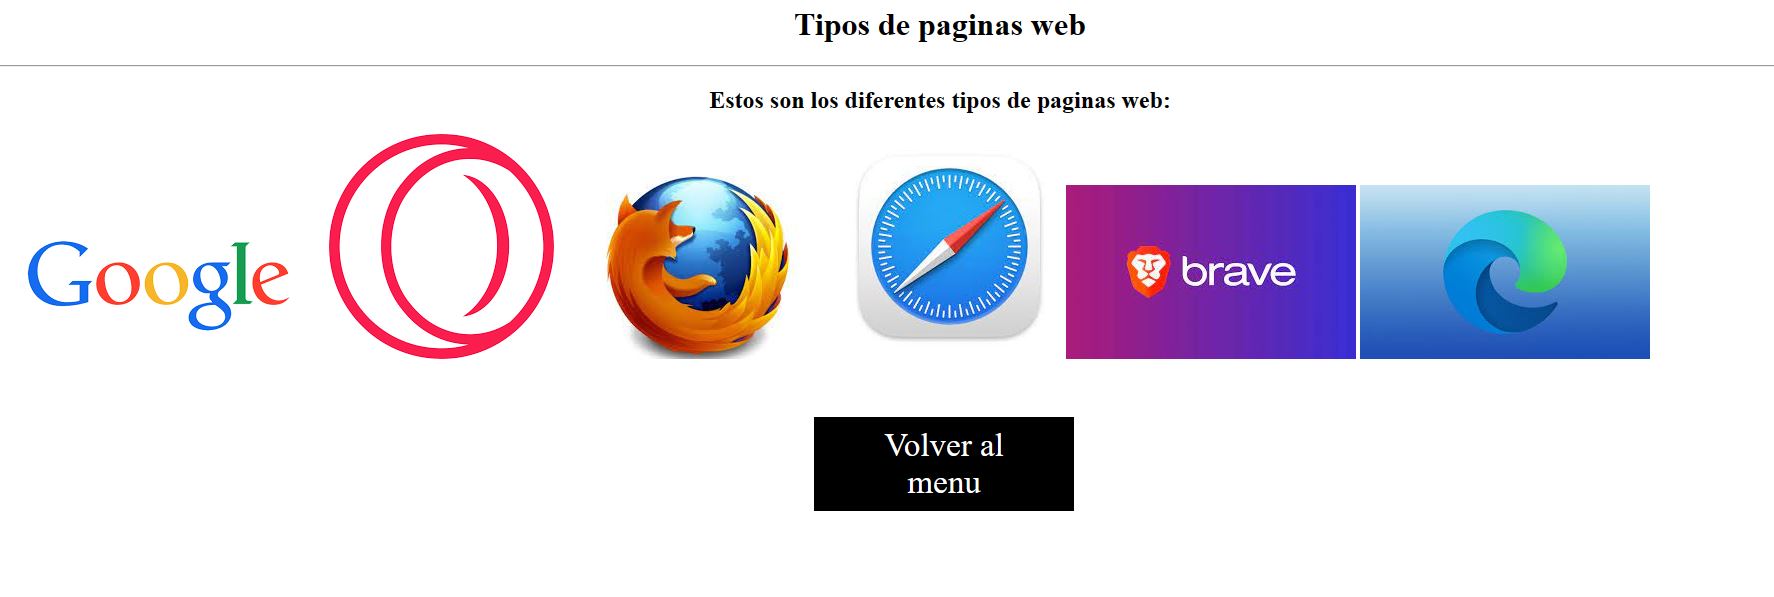 Tipos de paginas web
Estos son los diferentes tipos de paginas web:
Google
brave
Volver al
menu